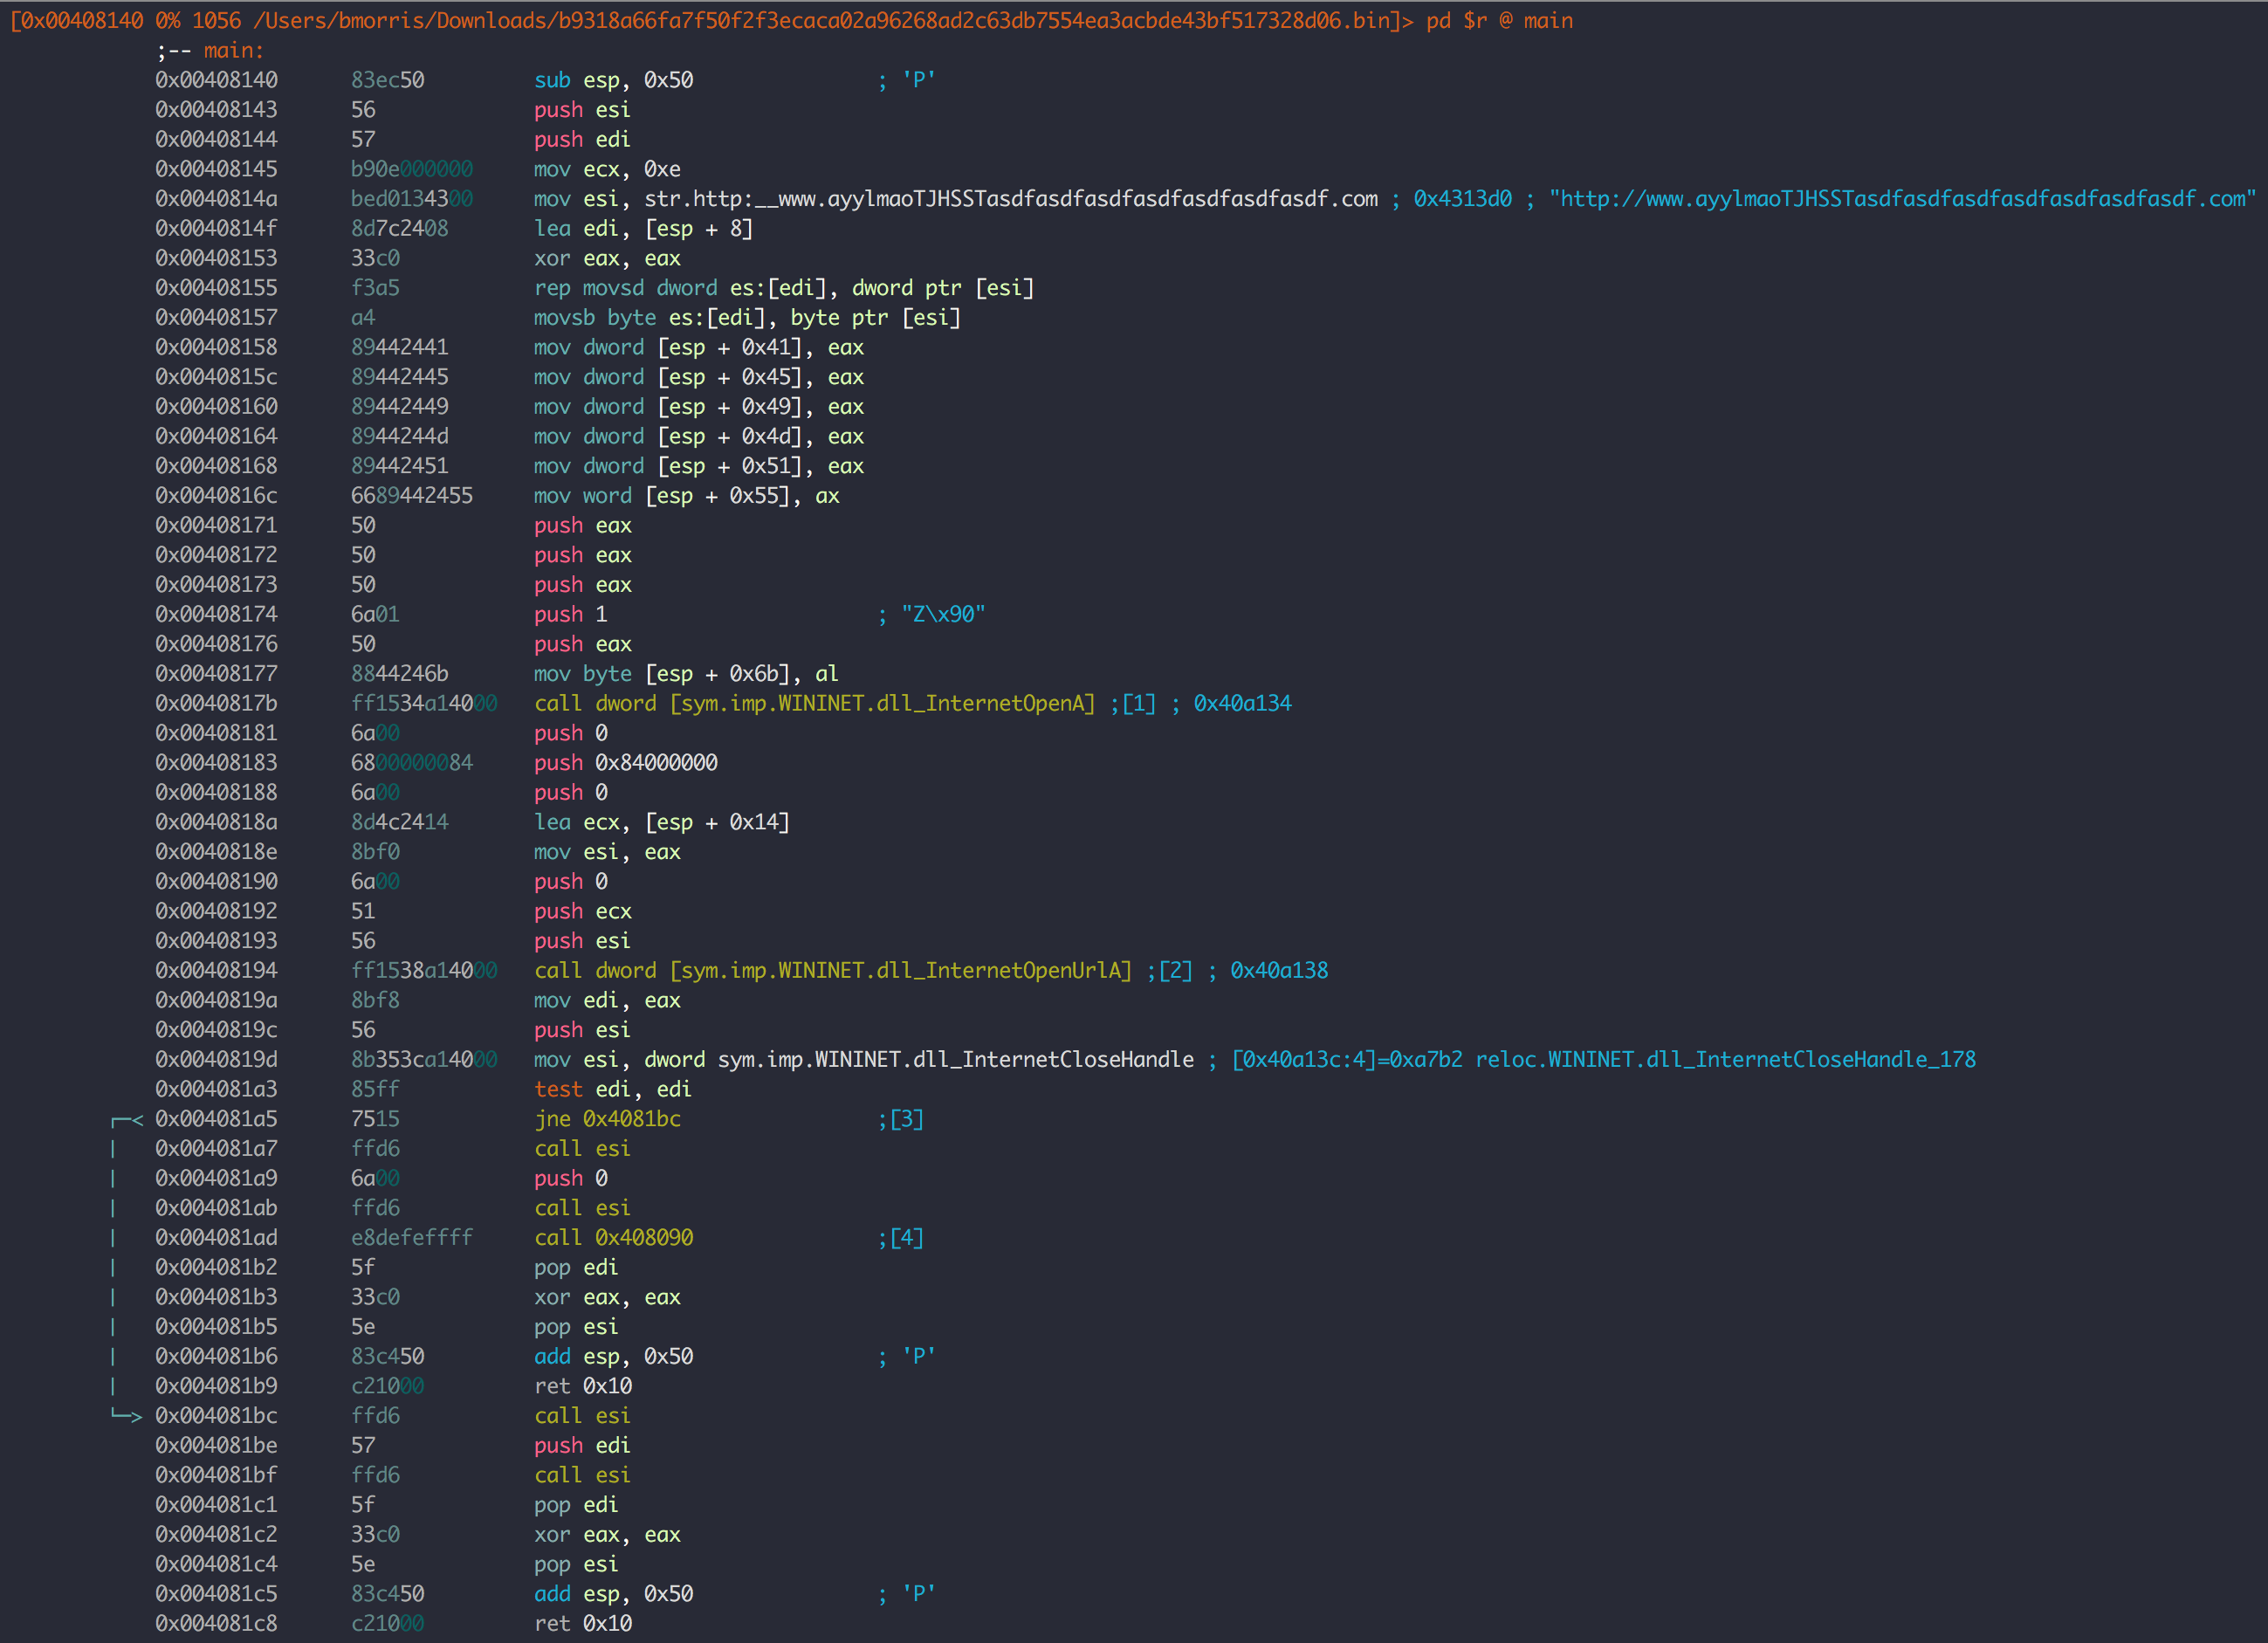 [0x00408140 0% 1056 /Users/bmorris/Downloads/b9318a66fa7f50f2f3ecaca02a96268ad2c63db7554ea3acbde43bf517328d06.bin]> pd $r @ main
;-- main:
0x00408140 83ec50 sub esp, 0x50 ; 'P'
0x00408143 56 push esi
0x00408144 57 push edi
0x00408145 b90e000000 mov ecx, 0xe
0x0040814a bed0134300 mov esi, str.http:__www.ayylmaoTJHSSTasdfasdfasdfasdfasdfasdfasdf.com ; 0x4313d0 ; "http://www.ayylmaoTJHSSTasdfasdfasdfasdfasdfasdfasdf.com"
0x0040814f 8d7c2408 lea edi, [esp + 8]
0x00408153 33c0 xor eax, eax
0x00408155 f3a5 rep movsd dword es:[edi], dword ptr [esi]
0x00408157 a4 movsb byte es:[edi], byte ptr [esi]
0x00408158 89442441 mov dword [esp + 0x41], eax
0x0040815c 89442445 mov dword [esp + 0x45], eax
0x00408160 89442449 mov dword [esp + 0x49], eax
0x00408164 8944244d mov dword [esp + 0x4d], eax
0x00408168 89442451 mov dword [esp + 0x51], eax
0x0040816c 6689442455 mov word [esp + 0x55], ax
0x00408171 50 push eax
0x00408172 50 push eax
0x00408173 50 push eax
0x00408174 6a01 push 1 ; "Z\x90"
0x00408176 50 push eax
0x00408177 8844246b mov byte [esp + 0x6b], al
0x0040817b ff1534a14000 call dword [sym.imp.WININET.dll_InternetOpenA] ;[1] ; 0x40a134
0x00408181 6a00 push 0
0x00408183 6800000084 push 0x84000000
0x00408188 6a00 push 0
0x0040818a 8d4c2414 lea ecx, [esp + 0x14]
0x0040818e 8bf0 mov esi, eax
0x00408190 6a00 push 0
0x00408192 51 push ecx
0x00408193 56 push esi
0x00408194 ff1538a14000 call dword [sym.imp.WININET.dll_InternetOpenUrlA] ;[2] ; 0x40a138
0x0040819a 8bf8 mov edi, eax
0x0040819c 56 push esi
0x0040819d 8b353ca14000 mov esi, dword sym.imp.WININET.dll_InternetCloseHandle ; [0x40a13c:4]=0xa7b2 reloc.WININET.dll_InternetCloseHandle_178
0x004081a3 85ff test edi, edi
0x004081a5 7515 jne 0x4081bc ;[3]
0x004081a7 ffd6 call esi
0x004081a9 6a00 push 0
0x004081ab ffd6 call esi
0x004081ad e8defeffff call 0x408090 ;[4]
0x004081b2 5f pop edi
0x004081b3 33c0 xor eax, eax
0x004081b5 5e pop esi
0x004081b6 83c450 add esp, 0x50 ; 'P'
0x004081b9 c21000 ret 0x10
0x004081bc ffd6 call esi
0x004081be 57 push edi
0x004081bf ffd6 call esi
0x004081c1 5f pop edi
0x004081c2 33c0 xor eax, eax
0x004081c4 5e pop esi
0x004081c5 83c450 add esp, 0x50 ; 'P'
0x004081c8 c21000 ret 0x10